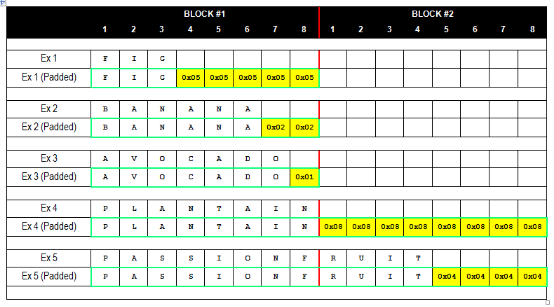 BLOCK #1 BLOCK #2
1 2 3 4 5 6 7 8 1 2 3 4 5 6 7 8
Ex 1 F I G
Ex 1 (Padded) F I G 0x05 0x05 0x05 0x05 0x05
Ex 2 B A N A N A
Ex 2 (Padded) B A N A N A 0x02 0x02
Ex 3 A V O C A D O
Ex 3 (Padded) A V O C A D O 0x01
Ex 4 P L A N T A I N
Ex 4 (Padded) P L A N T A I N 0x08 0x08 0x08 0x08 0x08 0x08 0x08 0x08
Ex 5 P A S S I O N F R U I T
Ex 5 (Padded) P A S S I O N F R U I T 0x04 0x04 0x04 0x04